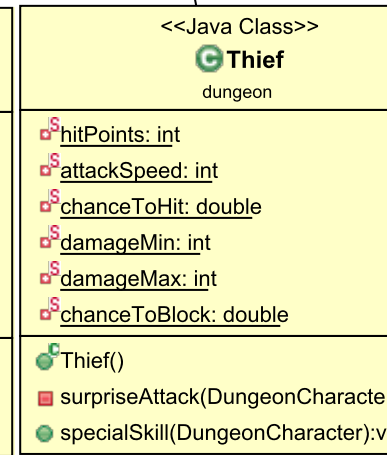 <<Java Class>>
C Thief
dungeon
S hitPoints: int
S attackSpeed: int
S chanceToHit: double
S damageMin: int
S damageMax: int
S chanceToBlock: double
C Thief()
surpriseAttack(DungeonCharacte
specialSkill(DungeonCharacter):v